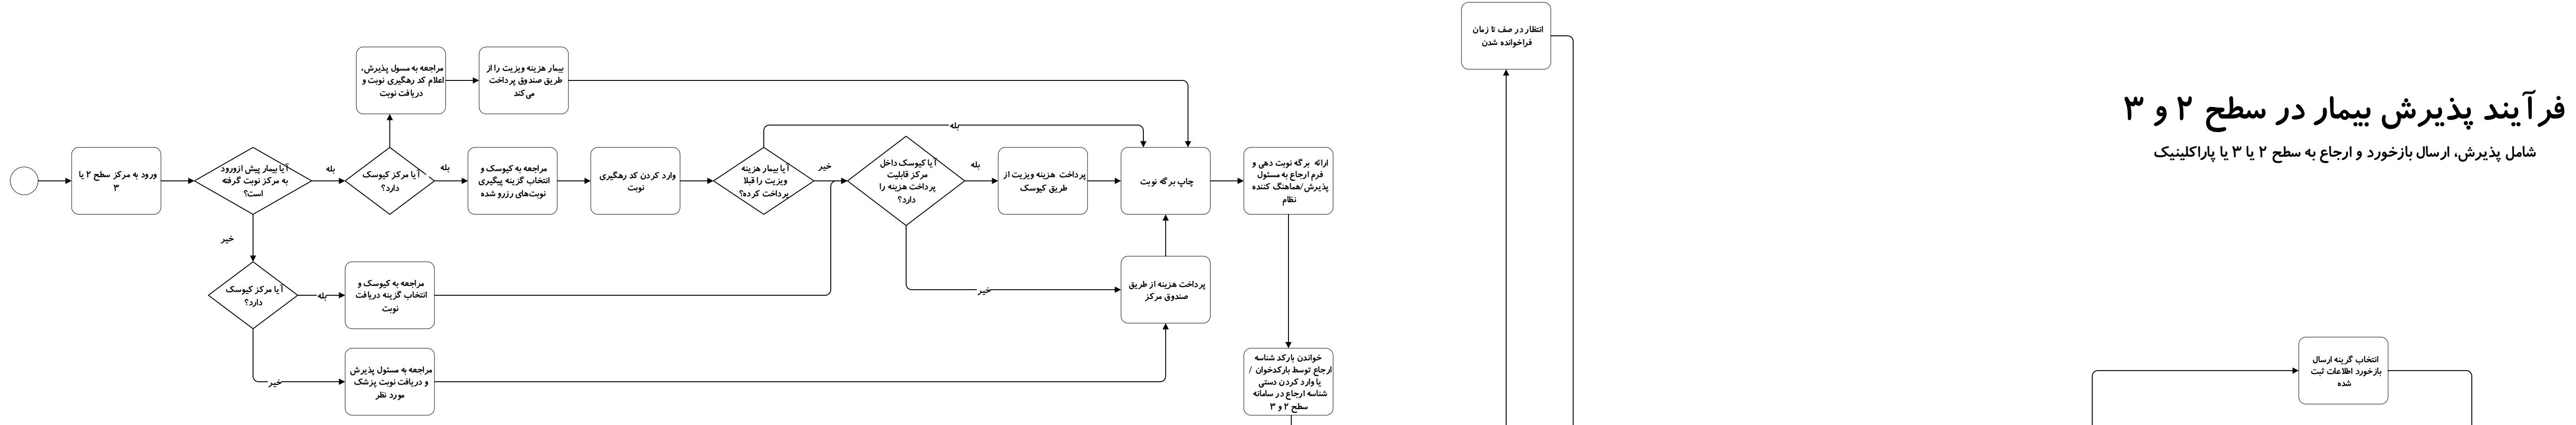 فرآیند پذیرش بیمار در سطح ۲ و ۳
شامل پذیرش، ارسال بازخورد و ارجاع به سطح ۲ یا ۳ یا پاراکلینیک
ورود به مرکز سطح ۲ یا
۳
آیا بیمار پیش ازورود
به مرکز نوبت گرفته
است؟
بله
خیر
آیا مرکز کیوسک
دارد؟
بله
مراجعه به مسول پذیرش،
اعلام کد رهگیری نوبت و
دریافت نوبت
بیمار هزینه ویزیت را از
طریق صندوق پرداخت
می‌کند
مراجعه به کیوسک و
انتخاب گزینه پیگیری
نوبت‌های رزرو شده
وارد کردن کد رهگیری
نوبت
آیا بیمار هزینه
ویزیت را قبلا
پرداخت کرده؟
بله
خیر
آیا کیوسک داخل
مرکز قابلیت
پرداخت هزینه را
دارد؟
بله
خیر
پرداخت هزینه ویزیت از
طریق کیوسک
چاپ برگه نوبت
ارائه برگه نوبت دهی و
فرم ارجاع به مسئول
پذیرش/هماهنگ کننده
نظام
آیا مرکز کیوسک
دارد؟
بله
خیر
مراجعه به کیوسک و
انتخاب گزینه دریافت
نوبت
مراجعه به مسئول پذیرش
و دریافت نوبت پزشک
مورد نظر
پرداخت هزینه از طریق
صندوق مرکز
خواندن بارکد شناسه
ارجاع توسط بارکدخوان /
یا وارد کردن دستی
شناسه ارجاع در سامانه
سطح ۲ و ۳
انتظار در صف تا زمان
فراخوانده شدن
انتخاب گرینه ارسال
بازخورد اطلاعات ثبت
شده